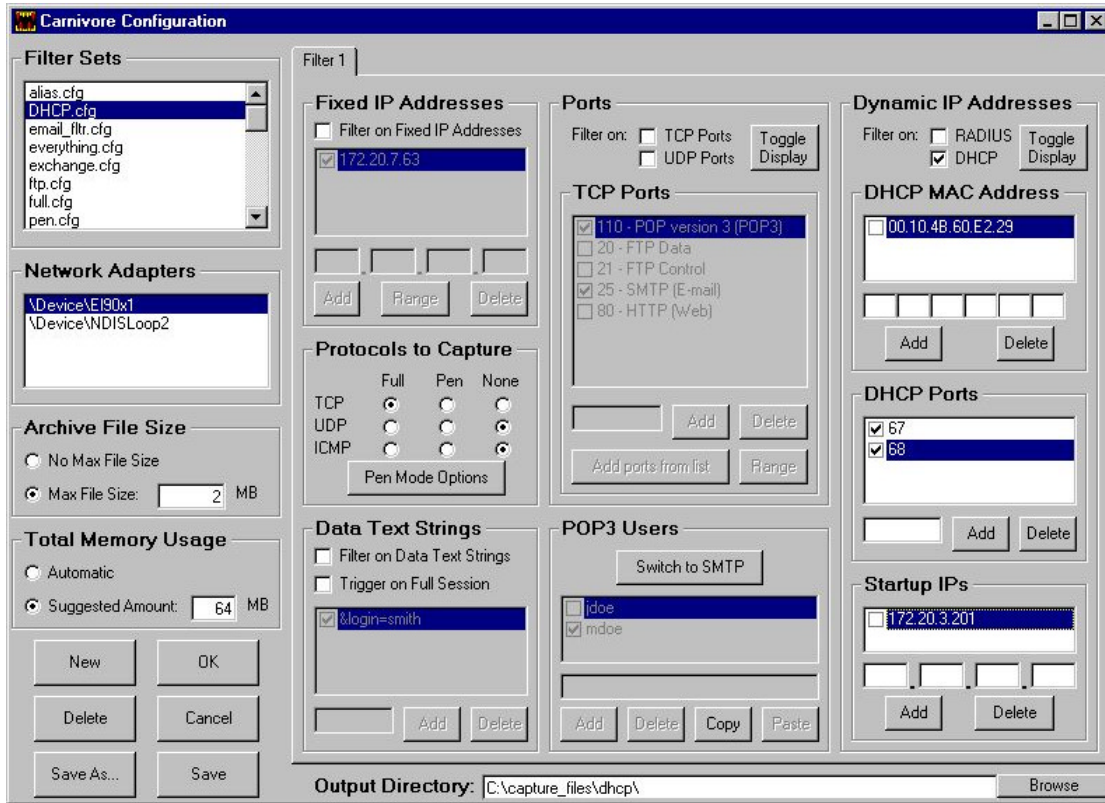 Carnivore Configuration
Filter Sets
alias.cfg
DHCP.cfg
email_fltr.cfg
everything.cfg
exchange.cfg
ftp.cfg
full.cfg
pen.cfg
Network Adapters
\Device\El90x1
\Device\NDISLoop2
Archive File Size
No Max File Size
Max File Size: 2 MB
Total Memory Usage
Automatic
Suggested Amount: 64 MB
New
OK
Delete
Cancel
Save As...
Save
Filter 1
Fixed IP Addresses
Filter on Fixed IP Addresses
172.20.7.63
Add
Range
Delete
Protocols to Capture
Full Pen None
TCP
UDP
ICMP
Pen Mode Options
Data Text Strings
Filter on Data Text Strings
Trigger on Full Session
&login=smith
Add
Delete
Ports
Filter on: TCP Ports
UDP Ports
Toggle
Display
TCP Ports
110 - POP version 3 (POP3)
20 - FTP Data
21 - FTP Control
25 - SMTP (E-mail)
80 - HTTP (Web)
Add
Delete
Add ports from list
Range
POP3 Users
Switch to SMTP
jdoe
mdoe
Add
Delete
Copy
Paste
Dynamic IP Addresses
Filter on: RADIUS
DHCP
Toggle
Display
DHCP MAC Address
00.10.4B.60.E2.29
Add
Delete
DHCP Ports
67
68
Add
Delete
Startup IPs
172.20.3.201
Add
Delete
Output Directory: C:\capture_files\dhcp\
Browse